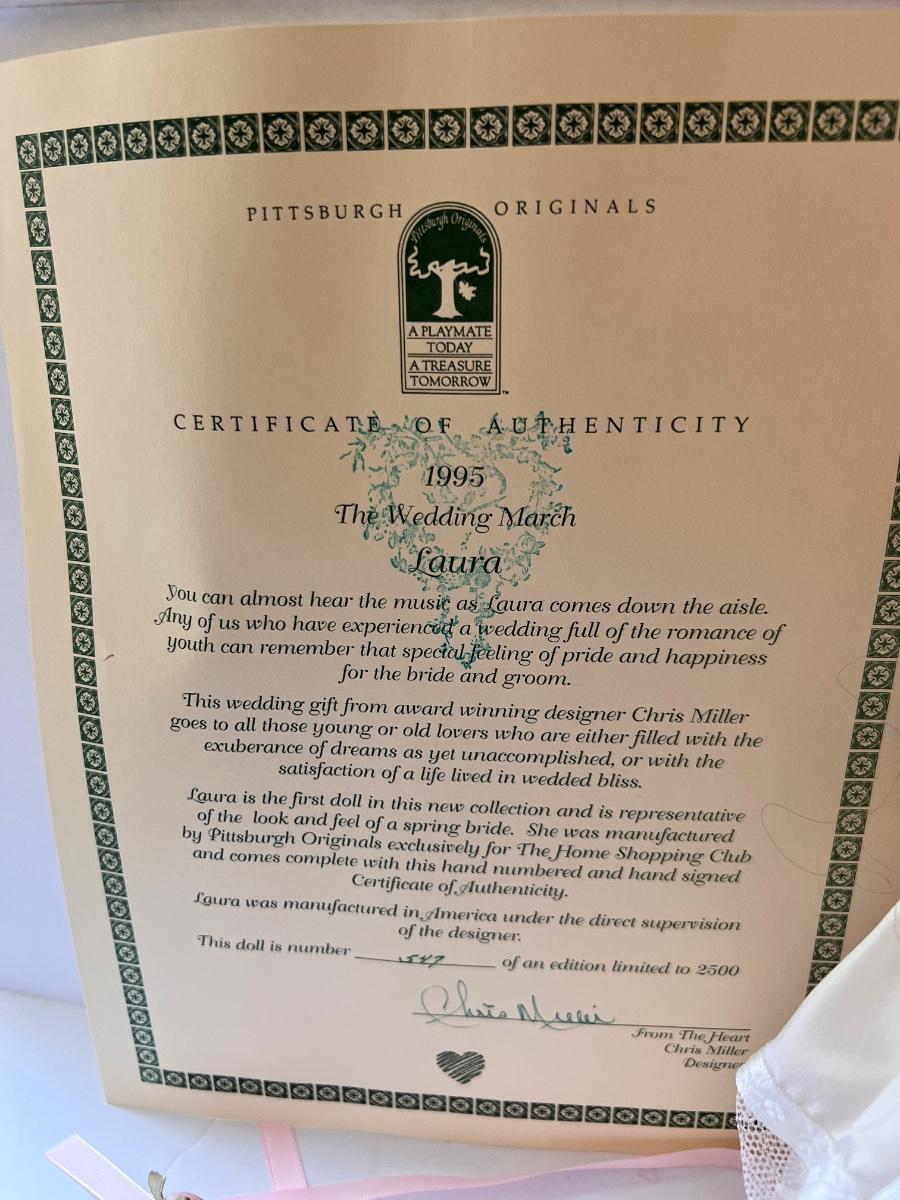 PITTSBURGH ORIGINALS
Pittsburgh Originals
A PLAYMATE
TODAY
A TREASURE
TOMORROW
TM
CERTIFICATE OF AUTHENTICITY
1995
The Wedding March
Laura
You can almost hear the music as Laura comes down the aisle.
Any of us who have experienced a wedding full of the romance of
youth can remember that special feeling of pride and happiness
for the bride and groom.
This wedding gift from award winning designer Chris Miller
goes to all those young or old lovers who are either filled with the
exuberance of dreams as yet unaccomplished, or with the
satisfaction of a life lived in wedded bliss.
Laura is the first doll in this new collection and is representative
of the look and feel of a spring bride. She was manufactured
by Pittsburgh Originals exclusively for The Home Shopping Club
and comes complete with this hand numbered and hand signed
Certificate of Authenticity.
Laura was manufactured in America under the direct supervision
of the designer.
This doll is number 547 of an edition limited to 2500
Chris Miller
From The Heart
Chris Miller
Designer